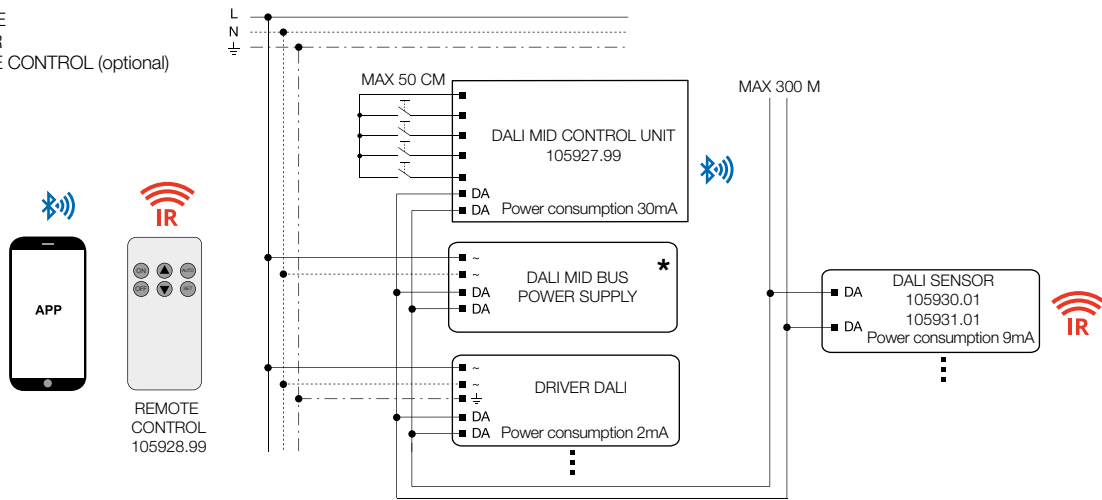 E CONTROL (optional)
L
N
MAX 50 CM
DALI MID CONTROL UNIT
105927.99
DA
DA
Power consumption 30mA
MAX 300 M
IR
APP
ON
AUTO
OFF
SET
REMOTE
CONTROL
105928.99
~
~
DA
DA
DALI MID BUS
POWER SUPPLY
*
DALI SENSOR
105930.01
105931.01
Power consumption 9mA
DA
DA
IR
~
~
DA
DA
DRIVER DALI
Power consumption 2mA